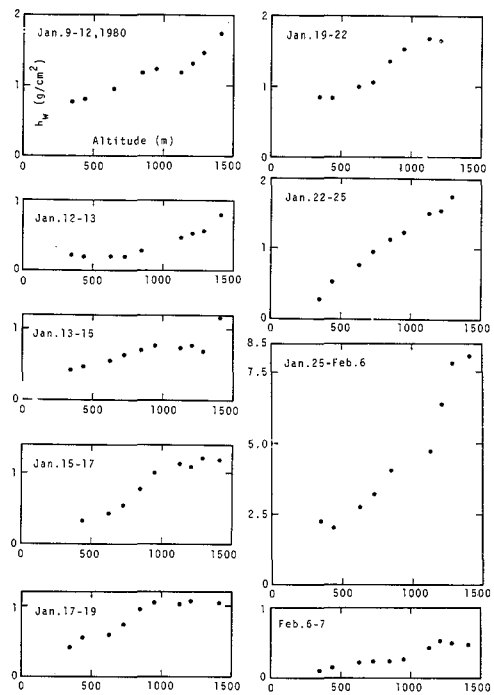 2
Jan.9-12,1980
1
h_w (g/cm²)
Altitude (m)
0
0 500 1000 1500
1
Jan.12-13
0
0 500 1000 1500
1
Jan.13-15
0
0 500 1000 1500
1
Jan.15-17
0
0 500 1000 1500
1
Jan.17-19
0
0 500 1000 1500
2
Jan.19-22
1
0
0 500 1000 1500
2
Jan.22-25
1
0
0 500 1000 1500
8.5
Jan.25-Feb.6
7.5
5.0
2.5
0
0 500 1000 1500
1
Feb.6-7
0
0 500 1000 1500